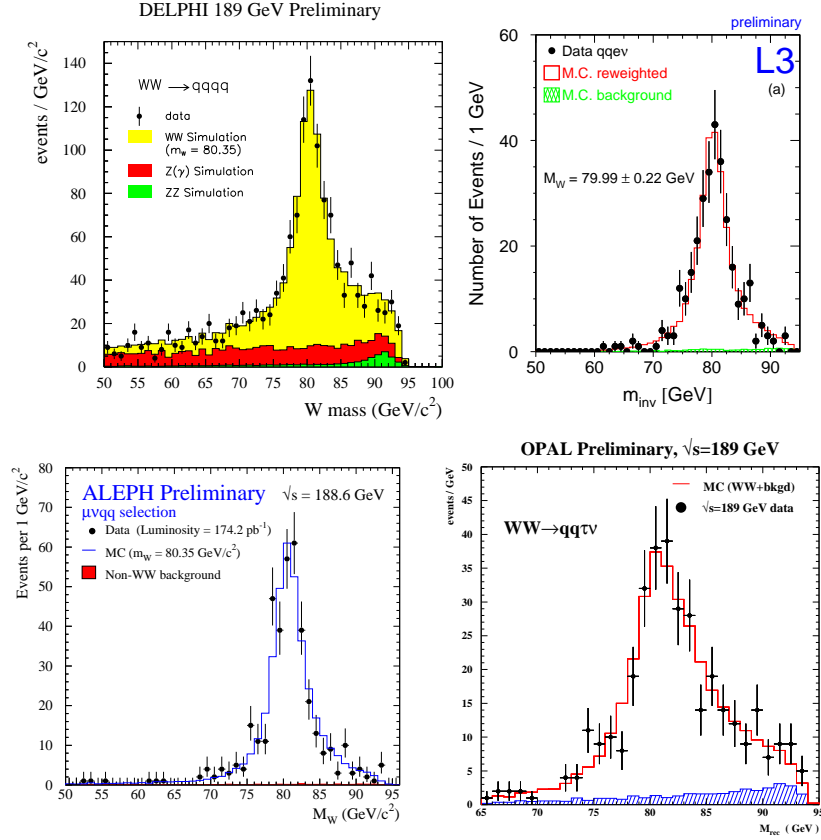 DELPHI 189 GeV Preliminary
events / GeV/c²
140
120
100
80
60
40
20
0
WW → qqqq
data
WW Simulation
(m_w = 80.35)
Z(γ) Simulation
ZZ Simulation
50 55 60 65 70 75 80 85 90 95 100
W mass (GeV/c²)
preliminary
L3
(a)
Number of Events / 1 GeV
60
40
20
0
Data qqeν
M.C. reweighted
M.C. background
M_W = 79.99 ± 0.22 GeV
50 60 70 80 90
m_inv [GeV]
Events per 1 GeV/c²
80
70
60
50
40
30
20
10
0
ALEPH Preliminary
√s = 188.6 GeV
μνqq selection
Data (Luminosity = 174.2 pb⁻¹)
MC (m_W = 80.35 GeV/c²)
Non-WW background
50 55 60 65 70 75 80 85 90 95
M_W (GeV/c²)
OPAL Preliminary, √s=189 GeV
events / GeV
50
45
40
35
30
25
20
15
10
5
0
MC (WW+bkgd)
√s=189 GeV data
WW→qqτν
65 70 75 80 85 90 95
M_rec (GeV)